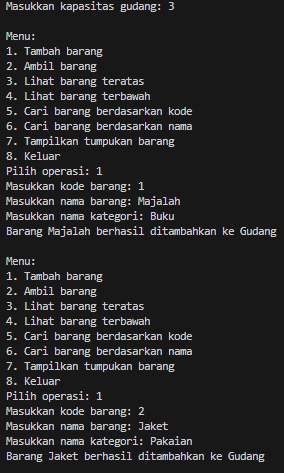 Masukkan kapasitas gudang: 3
Menu:
1. Tambah barang
2. Ambil barang
3. Lihat barang teratas
4. Lihat barang terbawah
5. Cari barang berdasarkan kode
6. Cari barang berdasarkan nama
7. Tampilkan tumpukan barang
8. Keluar
Pilih operasi: 1
Masukkan kode barang: 1
Masukkan nama barang: Majalah
Masukkan nama kategori: Buku
Barang Majalah berhasil ditambahkan ke Gudang
Menu:
1. Tambah barang
2. Ambil barang
3. Lihat barang teratas
4. Lihat barang terbawah
5. Cari barang berdasarkan kode
6. Cari barang berdasarkan nama
7. Tampilkan tumpukan barang
8. Keluar
Pilih operasi: 1
Masukkan kode barang: 2
Masukkan nama barang: Jaket
Masukkan nama kategori: Pakaian
Barang Jaket berhasil ditambahkan ke Gudang